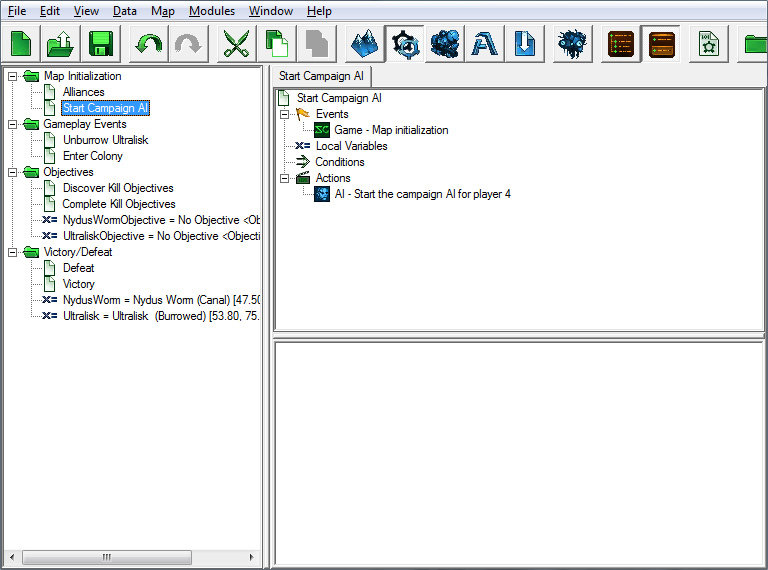 File Edit View Data Map Modules Window Help
Map Initialization
Alliances
Start Campaign AI
Gameplay Events
Unburrow Ultralisk
Enter Colony
Objectives
Discover Kill Objectives
Complete Kill Objectives
X= NydusWormObjective = No Objective <Ob
X= UltraliskObjective = No Objective <Objecti
Victory/Defeat
Defeat
Victory
X= NydusWorm = Nydus Worm (Canal) [47.50
X= Ultralisk = Ultralisk (Burrowed) [53.80, 75.
Start Campaign AI
Start Campaign AI
Events
Game - Map initialization
X= Local Variables
Conditions
Actions
AI - Start the campaign AI for player 4